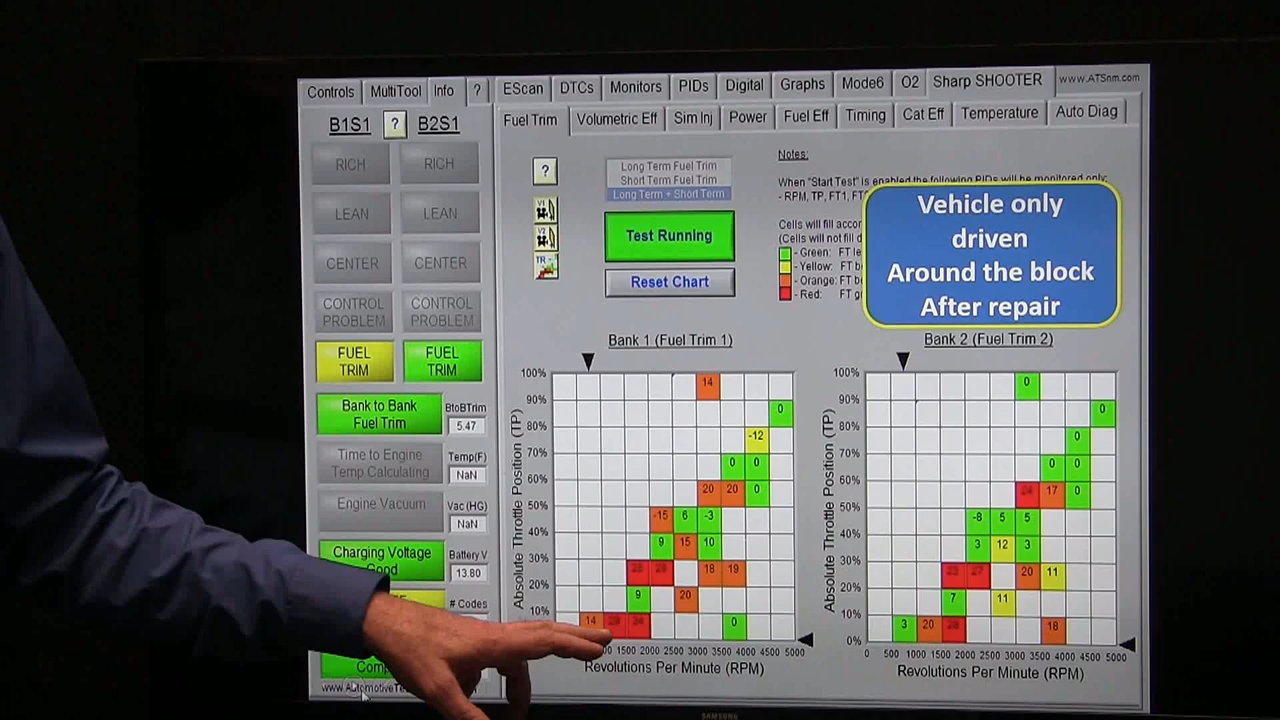 Controls MultiTool Info ? EScan DTCs Monitors PIDs Digital Graphs Mode6 O2 Sharp SHOOTER www.ATSnm.com
Fuel Trim Volumetric Eff Sim Inj Power Fuel Eff Timing Cat Eff Temperature Auto Diag
B1S1 ? B2S1
RICH RICH
LEAN LEAN
CENTER CENTER
CONTROL PROBLEM CONTROL PROBLEM
FUEL TRIM FUEL TRIM
Bank to Bank Fuel Trim BtoBTrim
5.47
Time to Engine Temp Calculating Temp(F)
NaN
Engine Vacuum Vac (HG)
NaN
Charging Voltage Good Battery V
13.80
# Codes
www.
?
Long Term Fuel Trim
Short Term Fuel Trim
Long Term + Short Term
Test Running
Reset Chart
Notes:
When "Start Test" is enabled the following PIDs will be monitored only:
- RPM, TP, FT1,
Cells will fill
(Cells will not fill
- Green: FT
- Yellow: FT
- Orange: FT
- Red: FT
Vehicle only
driven
Around the block
After repair
Bank 1 (Fuel Trim 1)
Absolute Throttle Position (TP)
100%
14
90%
0
80%
-12
70%
0 0
60%
20 20 0
50%
-15 6 -3
40%
9 15 10
30%
18 19
20%
9 20
10%
14 0
1500 2000 2500 3000 3500 4000 4500 5000
Revolutions Per Minute (RPM)
Bank 2 (Fuel Trim 2)
Absolute Throttle Position (TP)
100%
0
90%
0
80%
0
70%
0 0
60%
17 0
50%
-8 5 5
40%
3 12 3
30%
20 11
20%
7 11
10%
3 20 18
0%
0 500 1000 1500 2000 2500 3000 3500 4000 4500 5000
Revolutions Per Minute (RPM)
SAMSUNG